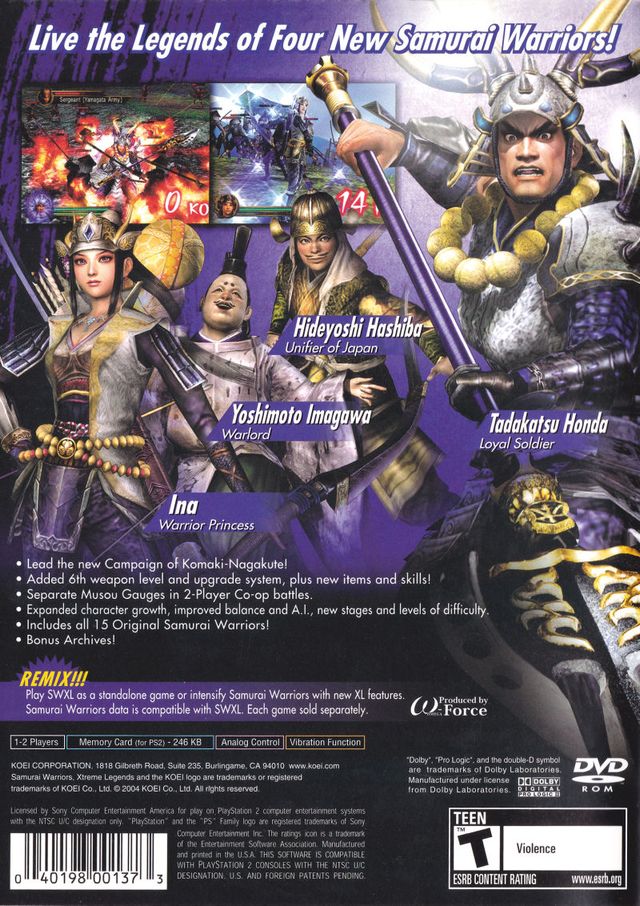 Live the Legends of Four New Samurai Warriors!
Sergeant (Yamagata Army)
0 KO
14
Hideyoshi Hashiba
Unifier of Japan
Yoshimoto Imagawa
Warlord
Tadakatsu Honda
Loyal Soldier
Ina
Warrior Princess
• Lead the new Campaign of Komaki-Nagakute!
• Added 6th weapon level and upgrade system, plus new items and skills!
• Separate Musou Gauges in 2-Player Co-op battles.
• Expanded character growth, improved balance and A.I., new stages and levels of difficulty.
• Includes all 15 Original Samurai Warriors!
• Bonus Archives!
REMIX!!!
Play SWXL as a standalone game or intensify Samurai Warriors with new XL features.
Samurai Warriors data is compatible with SWXL. Each game sold separately.
Produced by
ω-Force
1-2 Players
Memory Card (for PS2) - 246 KB
Analog Control
Vibration Function
KOEI CORPORATION, 1818 Gilbreth Road, Suite 235, Burlingame, CA 94010 www.koei.com
Samurai Warriors, Xtreme Legends and the KOEI logo are trademarks or registered
trademarks of KOEI Co., Ltd. © 2004 KOEI Co., Ltd. All rights reserved.
"Dolby", "Pro Logic", and the double-D symbol
are trademarks of Dolby Laboratories.
Manufactured under license
from Dolby Laboratories.
DOLBY
DIGITAL
PRO LOGIC II
DVD
ROM
Licensed by Sony Computer Entertainment America for play on PlayStation 2 computer entertainment systems
with the NTSC U/C designation only. "PlayStation" and the "PS" Family logo are registered trademarks of Sony
Computer Entertainment Inc. The ratings icon is a trademark
of the Entertainment Software Association. Manufactured
and printed in the U.S.A. THIS SOFTWARE IS COMPATIBLE
WITH PLAYSTATION 2 CONSOLES WITH THE NTSC U/C
DESIGNATION. U.S. AND FOREIGN PATENTS PENDING.
0 40198 00137 3
TEEN
T
Violence
ESRB CONTENT RATING
www.esrb.org